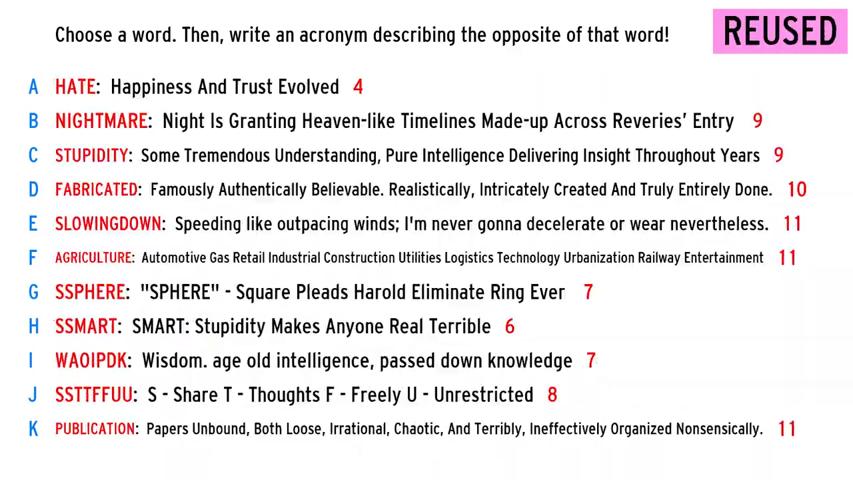 Choose a word. Then, write an acronym describing the opposite of that word!
REUSED
A HATE: Happiness And Trust Evolved 4
B NIGHTMARE: Night Is Granting Heaven-like Timelines Made-up Across Reveries' Entry 9
C STUPIDITY: Some Tremendous Understanding, Pure Intelligence Delivering Insight Throughout Years 9
D FABRICATED: Famously Authentically Believable. Realistically, Intricately Created And Truly Entirely Done. 10
E SLOWINGDOWN: Speeding like outpacing winds; I'm never gonna decelerate or wear nevertheless. 11
F AGRICULTURE: Automotive Gas Retail Industrial Construction Utilities Logistics Technology Urbanization Railway Entertainment 11
G SSPHERE: "SPHERE" - Square Pleads Harold Eliminate Ring Ever 7
H SSMART: SMART: Stupidity Makes Anyone Real Terrible 6
I WAOIPDK: Wisdom. age old intelligence, passed down knowledge 7
J SSTTFFUU: S - Share T - Thoughts F - Freely U - Unrestricted 8
K PUBLICATION: Papers Unbound, Both Loose, Irrational, Chaotic, And Terribly, Ineffectively Organized Nonsensically. 11